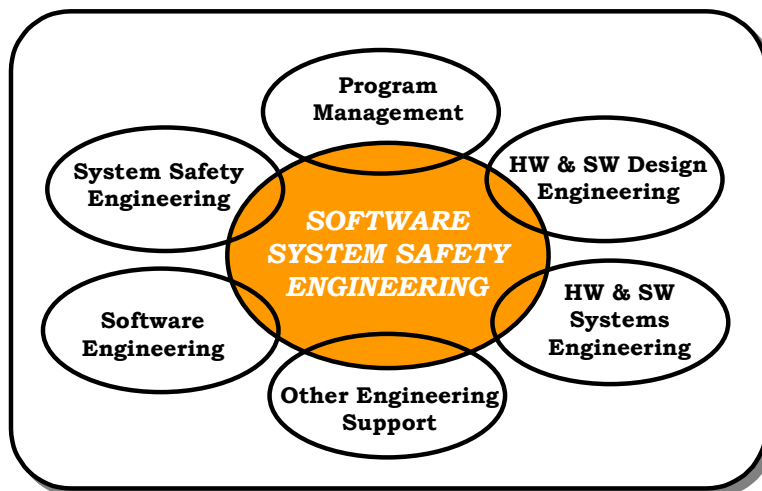 Program
Management
System Safety
Engineering
HW & SW Design
Engineering
SOFTWARE
SYSTEM SAFETY
ENGINEERING
Software
Engineering
HW & SW
Systems
Engineering
Other Engineering
Support